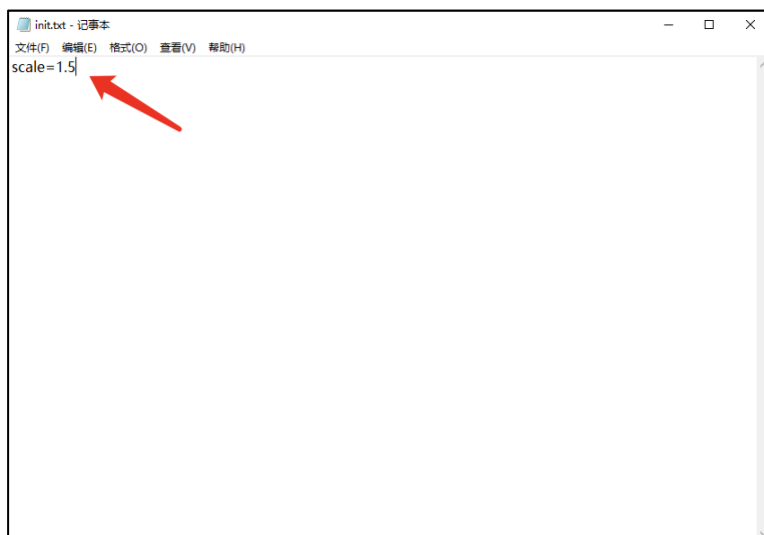 init.txt - 记事本
文件(F) 编辑(E) 格式(O) 查看(V) 帮助(H)
scale=1.5